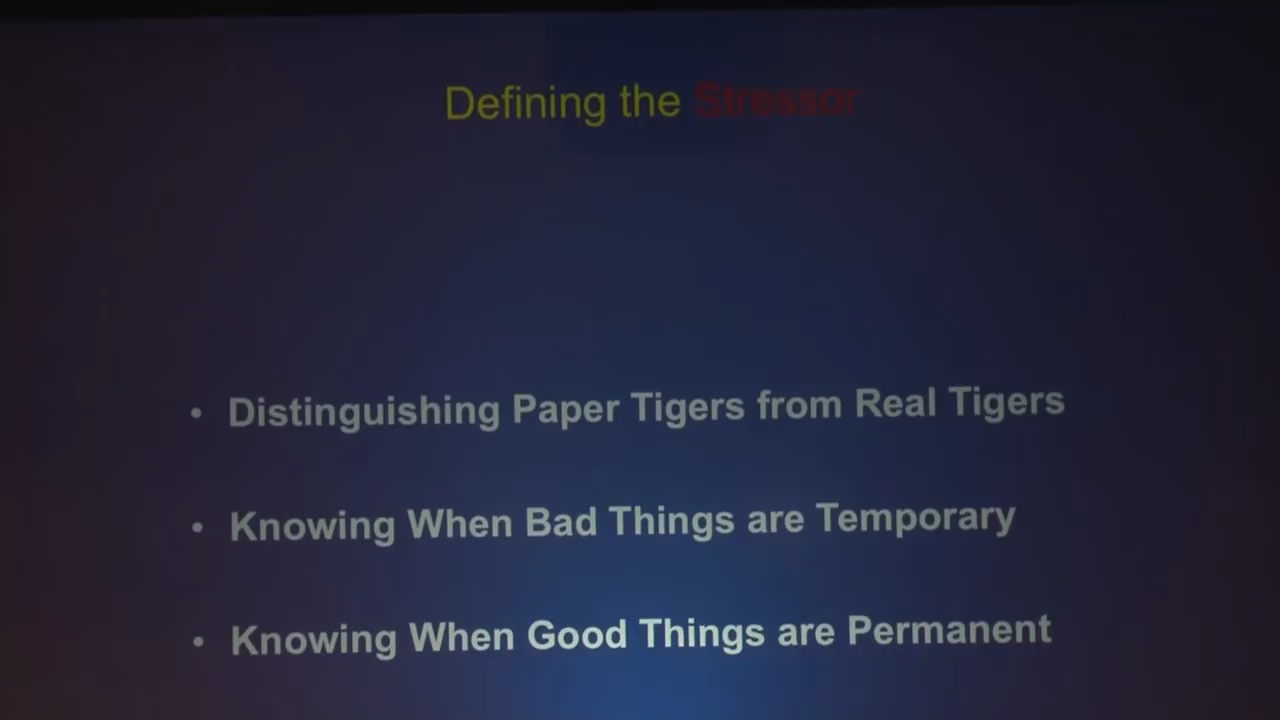 Defining the Stressor
• Distinguishing Paper Tigers from Real Tigers
• Knowing When Bad Things are Temporary
• Knowing When Good Things are Permanent